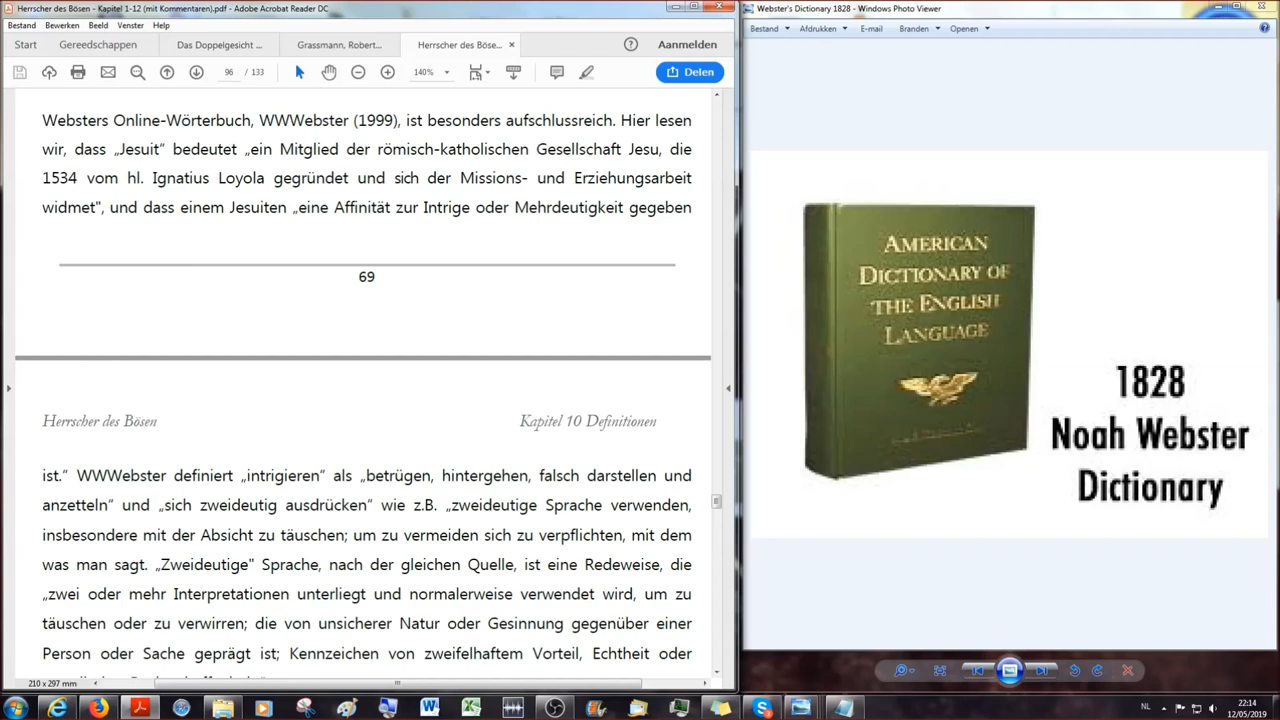 Herrscher des Bösen - Kapitel 1-12 (mit Kommentaren).pdf - Adobe Acrobat Reader DC
Bestand Bewerken Beeld Venster Help
Start Gereedschappen Das Doppelgesicht ... Grassmann, Robert... Herrscher des Böse... × Aanmelden
96 / 133 140% Delen
Websters Online-Wörterbuch, WWWebster (1999), ist besonders aufschlussreich. Hier lesen
wir, dass „Jesuit“ bedeutet „ein Mitglied der römisch-katholischen Gesellschaft Jesu, die
1534 vom hl. Ignatius Loyola gegründet und sich der Missions- und Erziehungsarbeit
widmet", und dass einem Jesuiten „eine Affinität zur Intrige oder Mehrdeutigkeit gegeben
69
Herrscher des Bösen Kapitel 10 Definitionen
ist.“ WWWebster definiert „intrigieren“ als „betrügen, hintergehen, falsch darstellen und
anzetteln“ und „sich zweideutig ausdrücken“ wie z.B. „zweideutige Sprache verwenden,
insbesondere mit der Absicht zu täuschen; um zu vermeiden sich zu verpflichten, mit dem
was man sagt. „Zweideutige" Sprache, nach der gleichen Quelle, ist eine Redeweise, die
„zwei oder mehr Interpretationen unterliegt und normalerweise verwendet wird, um zu
täuschen oder zu verwirren; die von unsicherer Natur oder Gesinnung gegenüber einer
Person oder Sache geprägt ist; Kennzeichen von zweifelhaftem Vorteil, Echtheit oder
210 x 297 mm
Webster's Dictionary 1828 - Windows Photo Viewer
Bestand Afdrukken E-mail Branden Openen
AMERICAN
DICTIONARY OF
THE ENGLISH
LANGUAGE
1828
Noah Webster
Dictionary
NL
22:14
12/05/2019